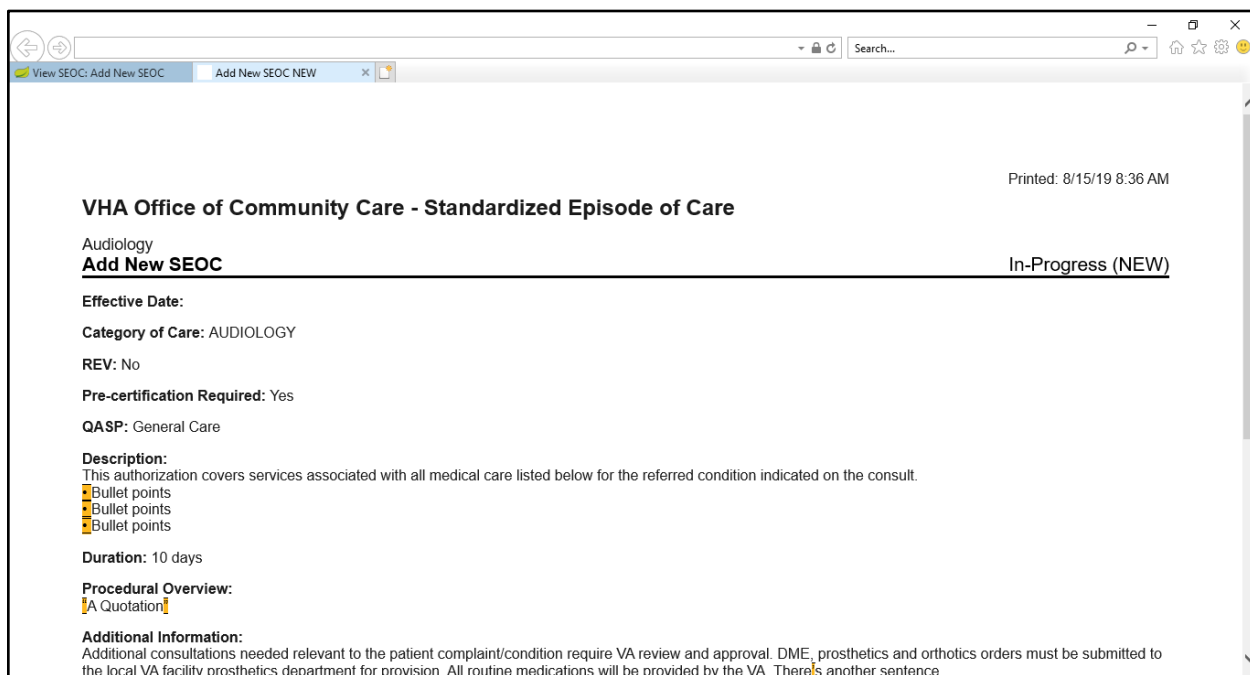 Search...
View SEOC: Add New SEOC
Add New SEOC NEW
Printed: 8/15/19 8:36 AM
VHA Office of Community Care - Standardized Episode of Care
Audiology
Add New SEOC In-Progress (NEW)
Effective Date:
Category of Care: AUDIOLOGY
REV: No
Pre-certification Required: Yes
QASP: General Care
Description:
This authorization covers services associated with all medical care listed below for the referred condition indicated on the consult.
• Bullet points
• Bullet points
• Bullet points
Duration: 10 days
Procedural Overview:
"A Quotation"
Additional Information:
Additional consultations needed relevant to the patient complaint/condition require VA review and approval. DME, prosthetics and orthotics orders must be submitted to
the local VA facility prosthetics department for provision. All routine medications will be provided by the VA. There's another sentence